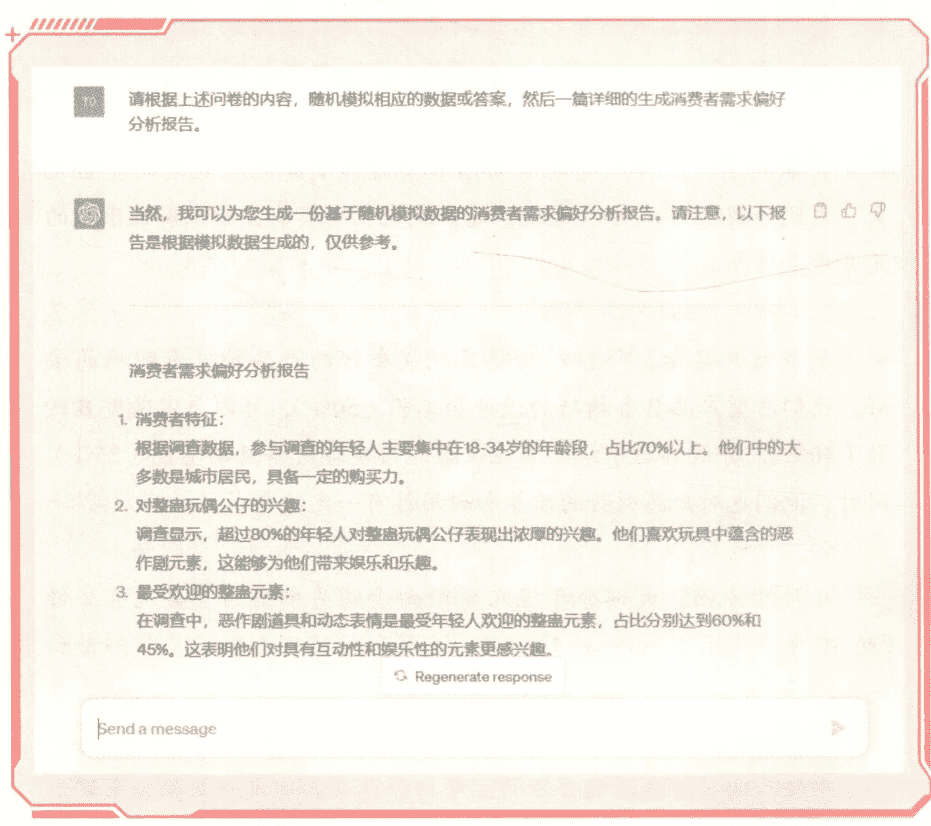 TO
请根据上述问卷的内容，随机模拟相应的数据或答案，然后一篇详细的生成消费者需求偏好
分析报告。
当然，我可以为您生成一份基于随机模拟数据的消费者需求偏好分析报告。请注意，以下报
告是根据模拟数据生成的，仅供参考。
消费者需求偏好分析报告
1. 消费者特征：
根据调查数据，参与调查的年轻人主要集中在18-34岁的年龄段，占比70%以上。他们中的大
多数是城市居民，具备一定的购买力。
2. 对整蛊玩偶公仔的兴趣：
调查显示，超过80%的年轻人对整蛊玩偶公仔表现出浓厚的兴趣。他们喜欢玩具中蕴含的恶
作剧元素，这能够为他们带来娱乐和乐趣。
3. 最受欢迎的整蛊元素：
在调查中，恶作剧道具和动态表情是最受年轻人欢迎的整蛊元素，占比分别达到60%和
45%。这表明他们对具有互动性和娱乐性的元素更感兴趣。
Regenerate response
Send a message